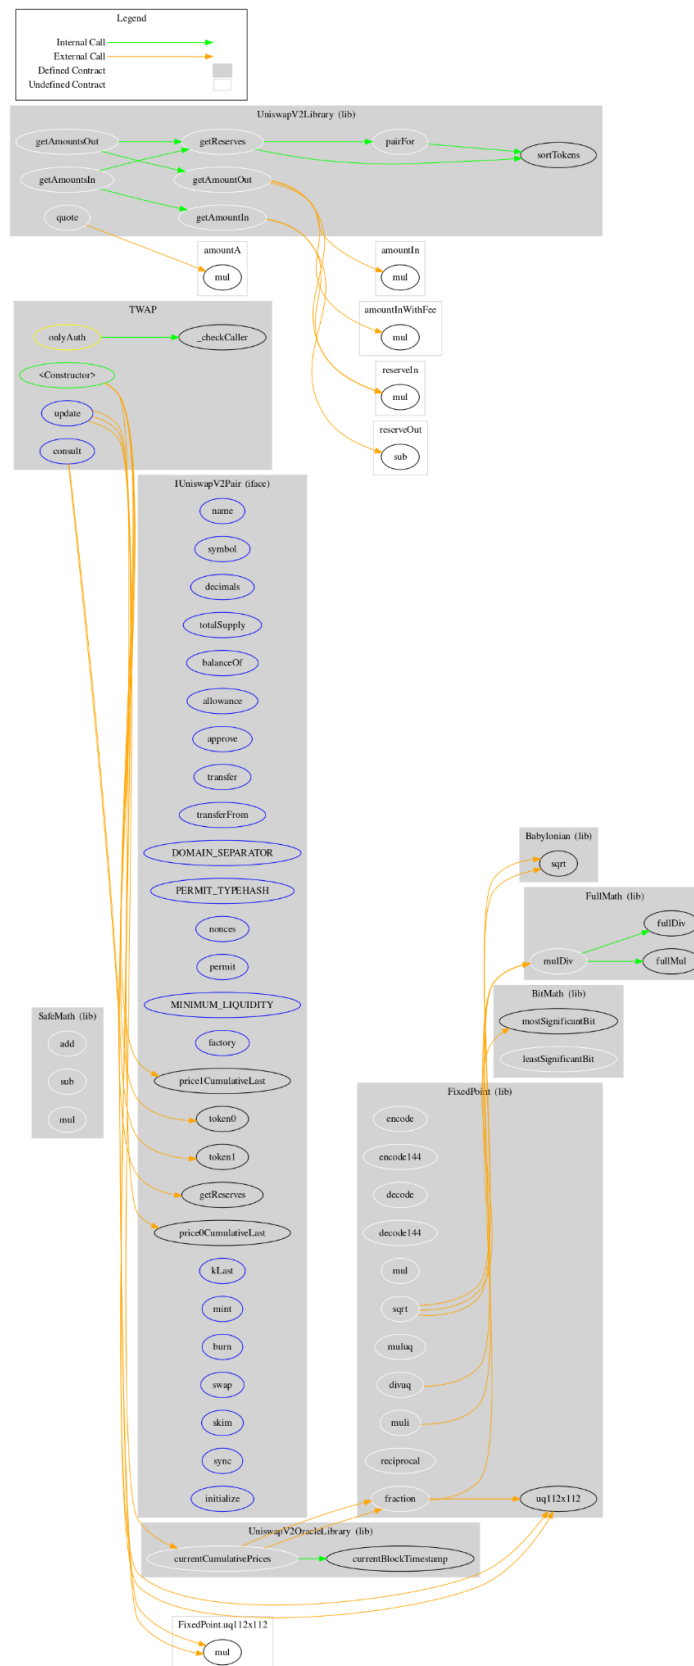 Legend
Internal Call
External Call
Defined Contract
Undefined Contract
UniswapV2Library (lib)
getAmountsOut
getReserves
pairFor
sortTokens
getAmountsIn
getAmountOut
quote
getAmountIn
amountA
mul
amountIn
mul
amountInWithFee
mul
reserveIn
mul
reserveOut
sub
TWAP
onlyAuth
_checkCaller
<Constructor>
update
consult
IUniswapV2Pair (iface)
name
symbol
decimals
totalSupply
balanceOf
allowance
approve
transfer
transferFrom
DOMAIN_SEPARATOR
PERMIT_TYPEHASH
nonces
permit
MINIMUM_LIQUIDITY
factory
price1CumulativeLast
token0
token1
getReserves
price0CumulativeLast
kLast
mint
burn
swap
skim
sync
initialize
SafeMath (lib)
add
sub
mul
Babylonian (lib)
sqrt
FullMath (lib)
fullDiv
mulDiv
fullMul
BitMath (lib)
mostSignificantBit
leastSignificantBit
FixedPoint (lib)
encode
encode144
decode
decode144
mul
sqrt
muluq
divuq
muli
reciprocal
fraction
uq112x112
UniswapV2OracleLibrary (lib)
currentCumulativePrices
currentBlockTimestamp
FixedPoint.uq112x112
mul